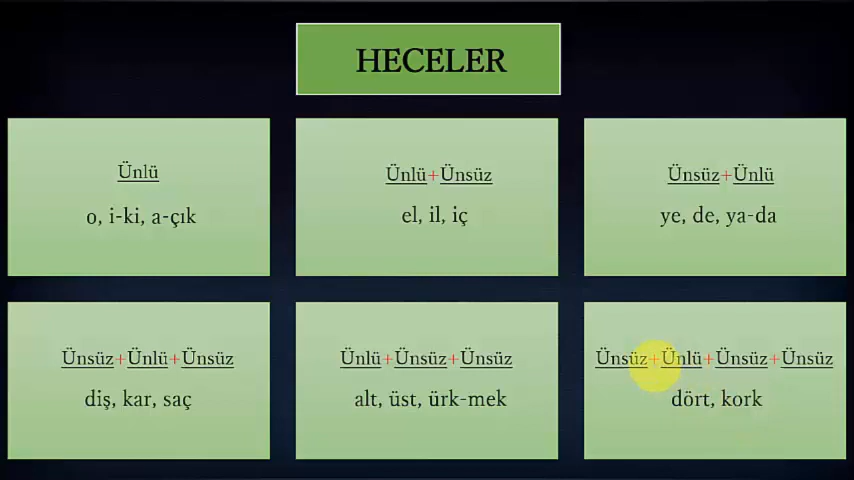 HECELER
Ünlü
o, i-ki, a-çık
Ünlü+Ünsüz
el, il, iç
Ünsüz+Ünlü
ye, de, ya-da
Ünsüz+Ünlü+Ünsüz
diş, kar, saç
Ünlü+Ünsüz+Ünsüz
alt, üst, ürk-mek
Ünsüz+Ünlü+Ünsüz+Ünsüz
dört, kork